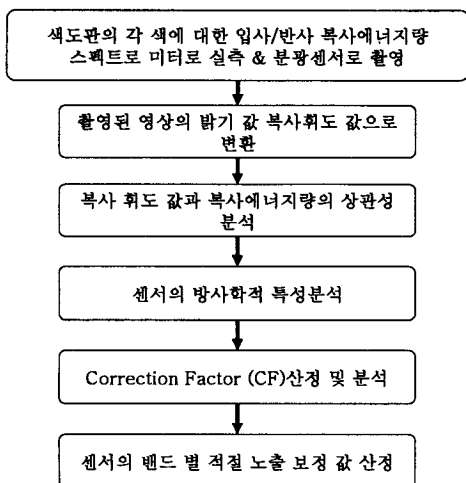 색도판의 각 색에 대한 입사/반사 복사에너지량
스펙트로 미터로 실측 & 분광센서로 촬영
촬영된 영상의 밝기 값 복사휘도 값으로
변환
복사 휘도 값과 복사에너지량의 상관성
분석
센서의 방사학적 특성분석
Correction Factor (CF)산정 및 분석
센서의 밴드 별 적절 노출 보정 값 산정